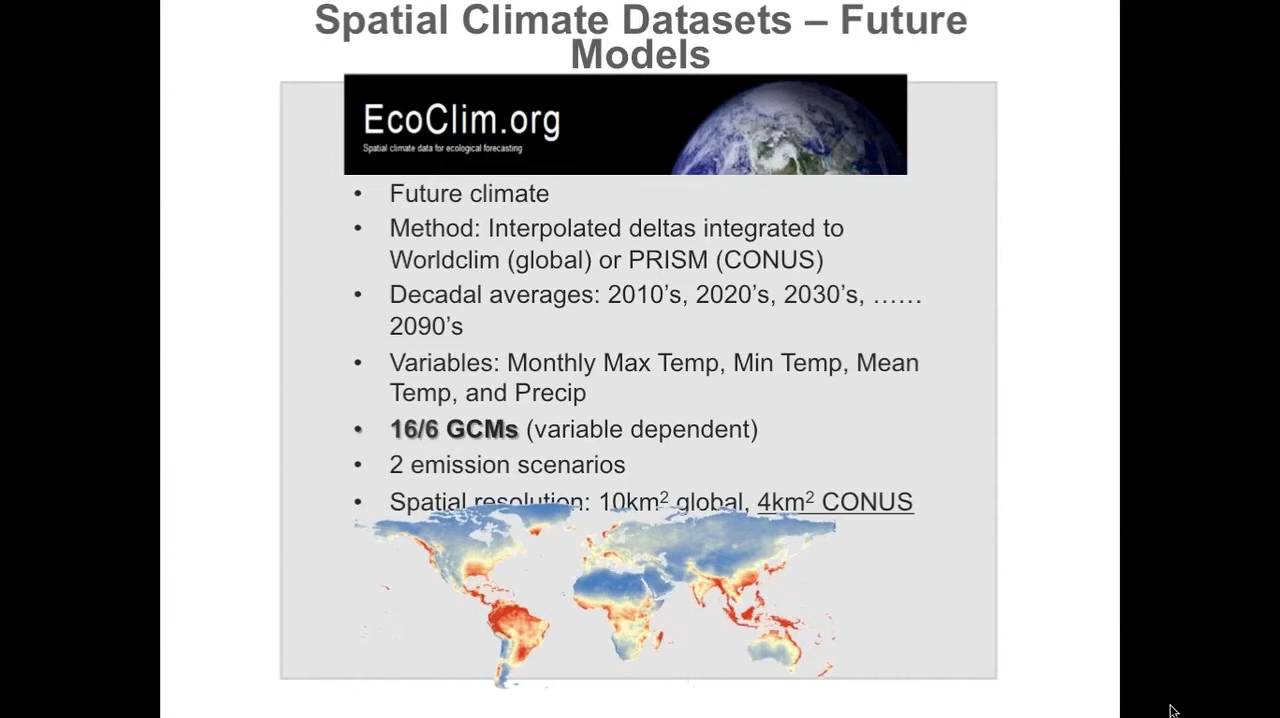 Spatial Climate Datasets – Future
Models
EcoClim.org
Spatial climate data for ecological forecasting
• Future climate
• Method: Interpolated deltas integrated to
Worldclim (global) or PRISM (CONUS)
• Decadal averages: 2010’s, 2020’s, 2030’s, ……
2090’s
• Variables: Monthly Max Temp, Min Temp, Mean
Temp, and Precip
• 16/6 GCMs (variable dependent)
• 2 emission scenarios
• Spatial resolution: 10km² global, 4km² CONUS